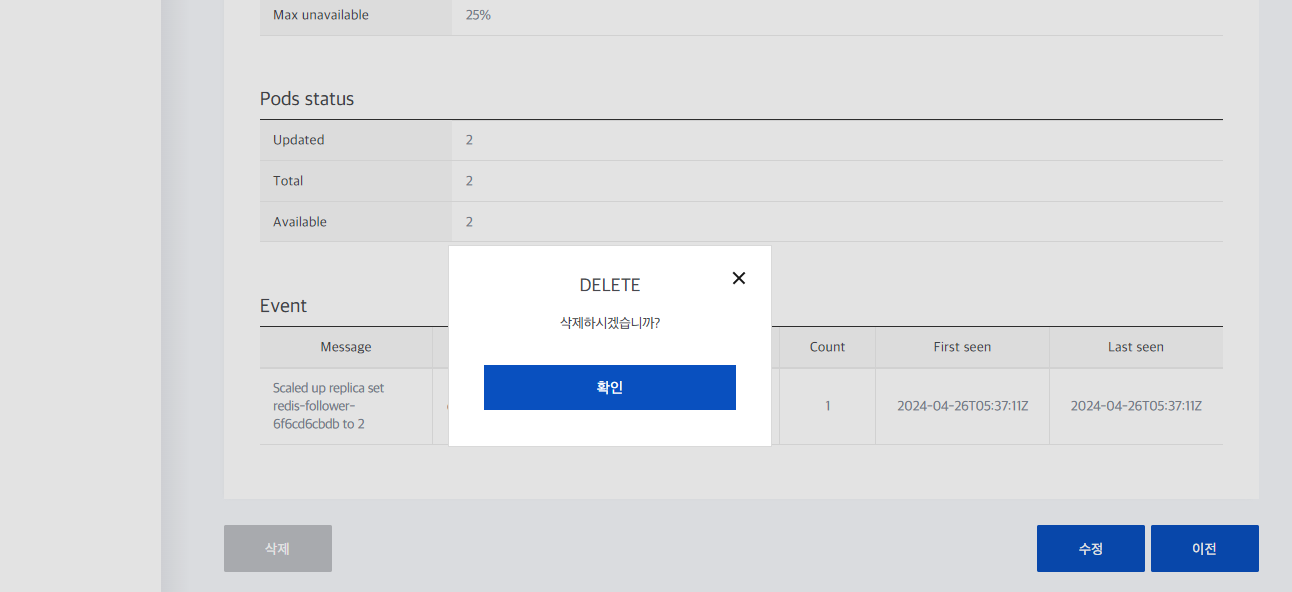 Max unavailable 25%
Pods status
Updated 2
Total 2
Available 2
DELETE
삭제하시겠습니까?
확인
Event
Message Count First seen Last seen
Scaled up replica set
redis-follower-
6f6cd6cbdb to 2
1 2024-04-26T05:37:11Z 2024-04-26T05:37:11Z
삭제 수정 이전